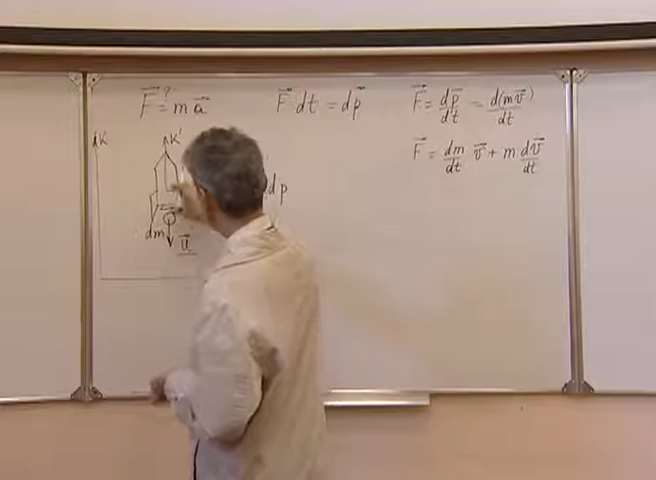 F⃗ ?= m a⃗
F⃗ dt = dp⃗
F⃗ = dp⃗/dt = d(mv⃗)/dt
F⃗ = dm/dt v⃗ + m dv⃗/dt
K
K'
dp
dm
u⃗